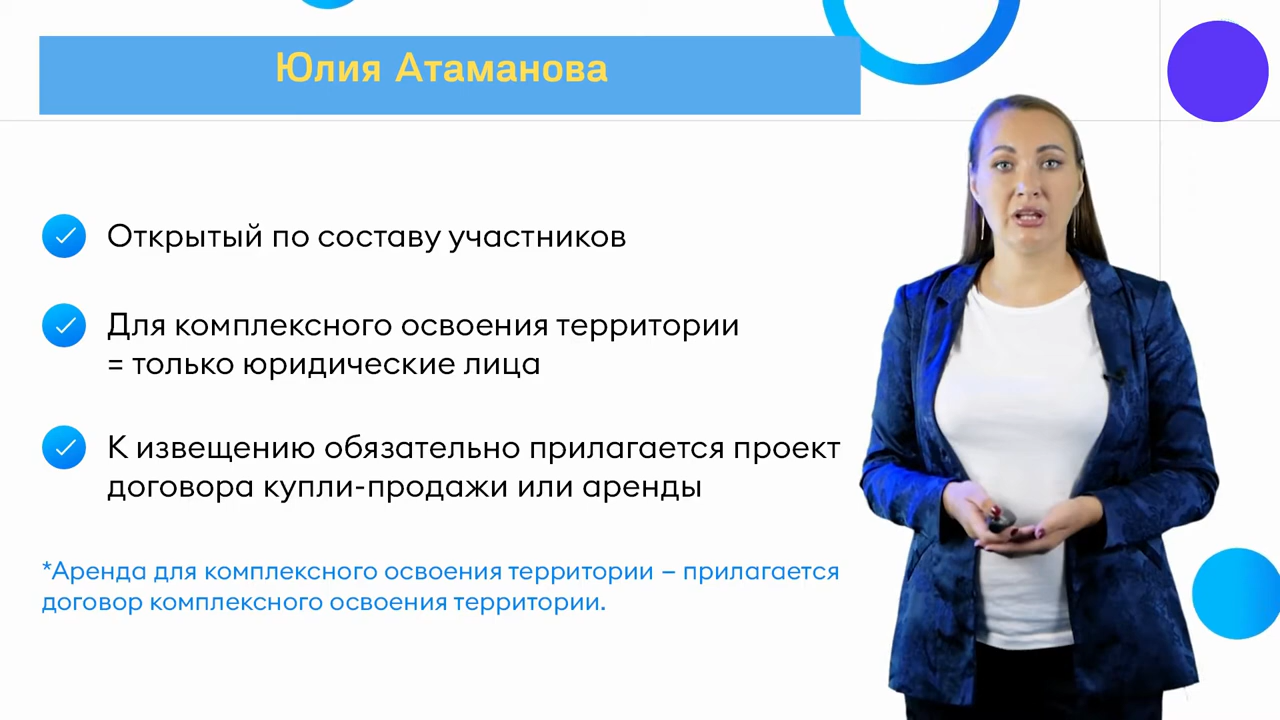 Юлия Атаманова
Открытый по составу участников
Для комплексного освоения территории
= только юридические лица
К извещению обязательно прилагается проект
договора купли-продажи или аренды
*Аренда для комплексного освоения территории – прилагается
договор комплексного освоения территории.